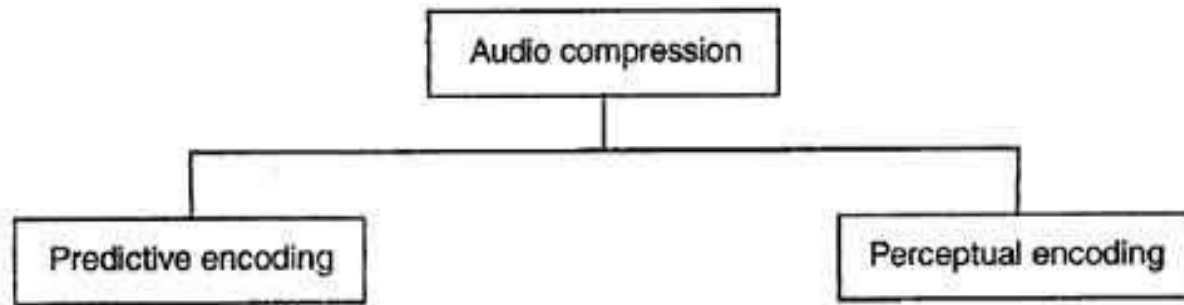 Audio compression
Predictive encoding
Perceptual encoding